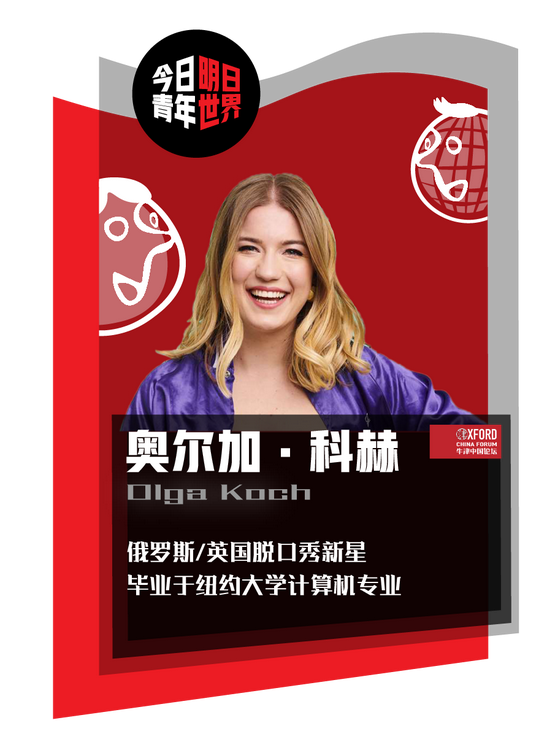 今日明日
青年世界
奥尔加·科赫
Olga Koch
OXFORD
CHINA FORUM
牛津中国论坛
俄罗斯/英国脱口秀新星
毕业于纽约大学计算机专业